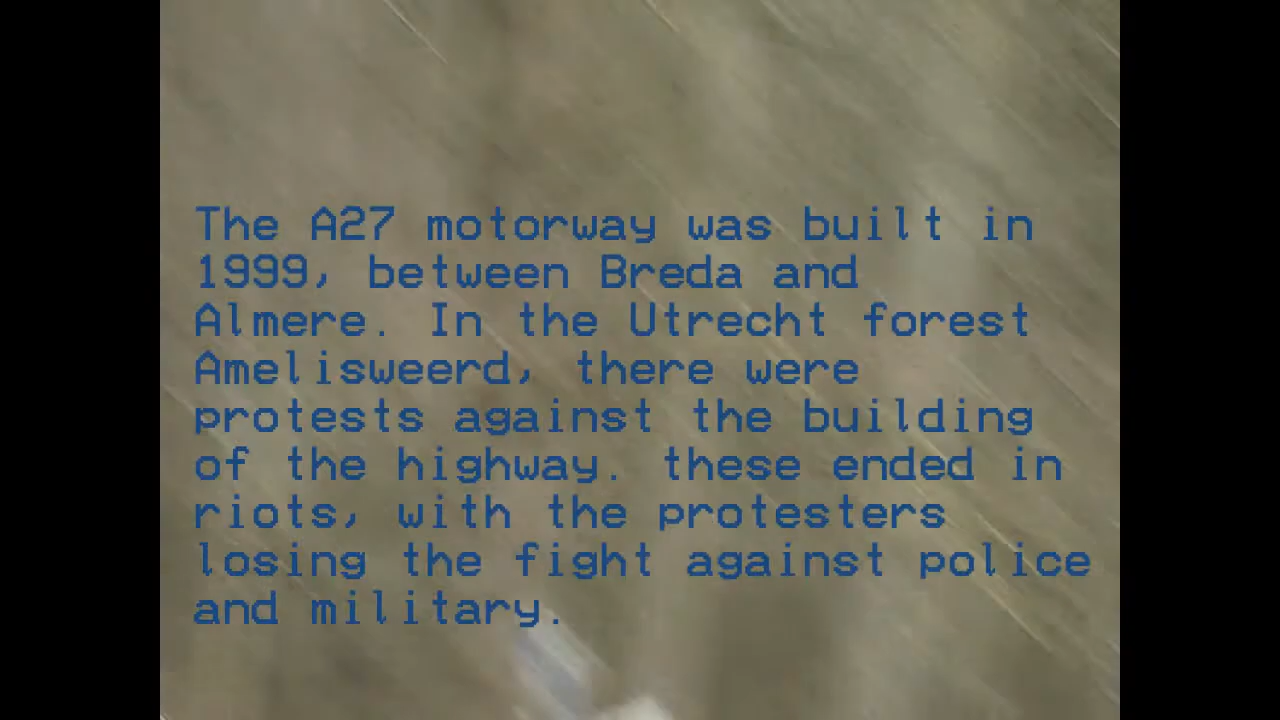 The A27 motorway was built in
1999, between Breda and
Almere. In the Utrecht forest
Amelisweerd, there were
protests against the building
of the highway. these ended in
riots, with the protesters
losing the fight against police
and military.